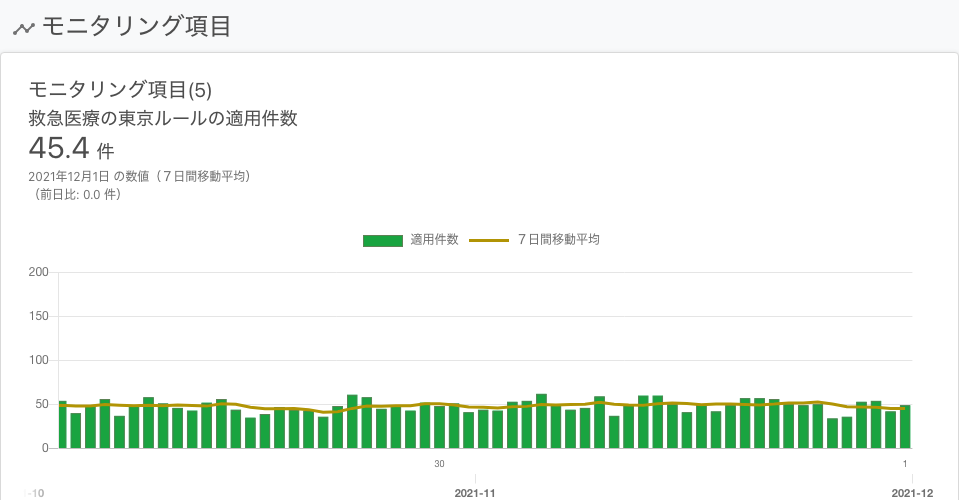 モニタリング項目
モニタリング項目(5)
救急医療の東京ルールの適用件数
45.4 件
2021年12月1日 の数値（７日間移動平均）
（前日比: 0.0 件）
適用件数 ７日間移動平均
200
150
100
50
0
30 1
-10 2021-11 2021-12